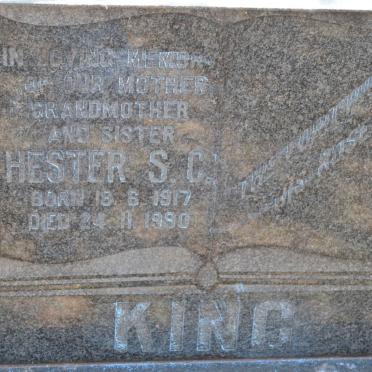 IN LOVING MEMORY
OF OUR MOTHER
GRANDMOTHER
AND SISTER
HESTER S. C.
BORN 18 6 1917
DIED 24 11 1990
KING